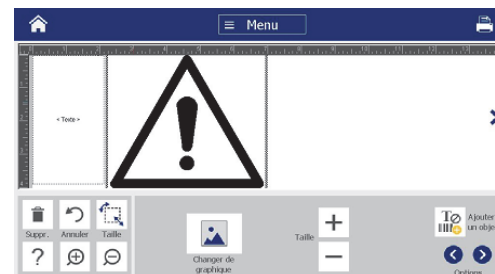 Menu
< Texte >
Suppr.
Annuler
Taille
Changer de
graphique
Taille
Ajouter
un obje
Options